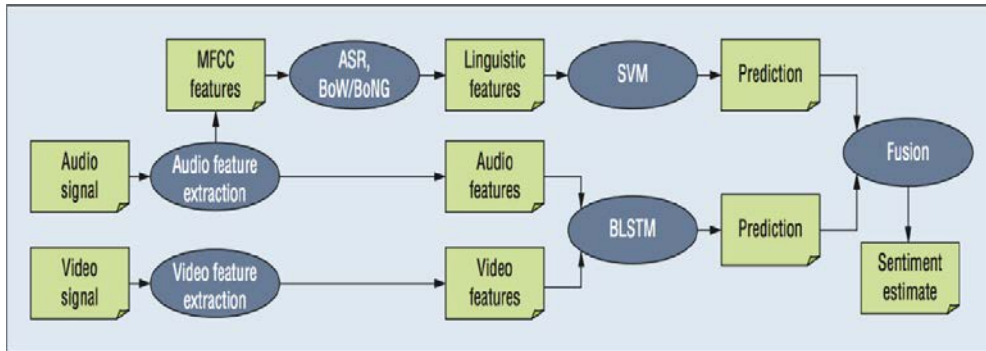 MFCC
features
ASR,
BoW/BoNG
Linguistic
features
SVM
Prediction
Audio
signal
Audio feature
extraction
Audio
features
BLSTM
Prediction
Fusion
Video
signal
Video feature
extraction
Video
features
Sentiment
estimate